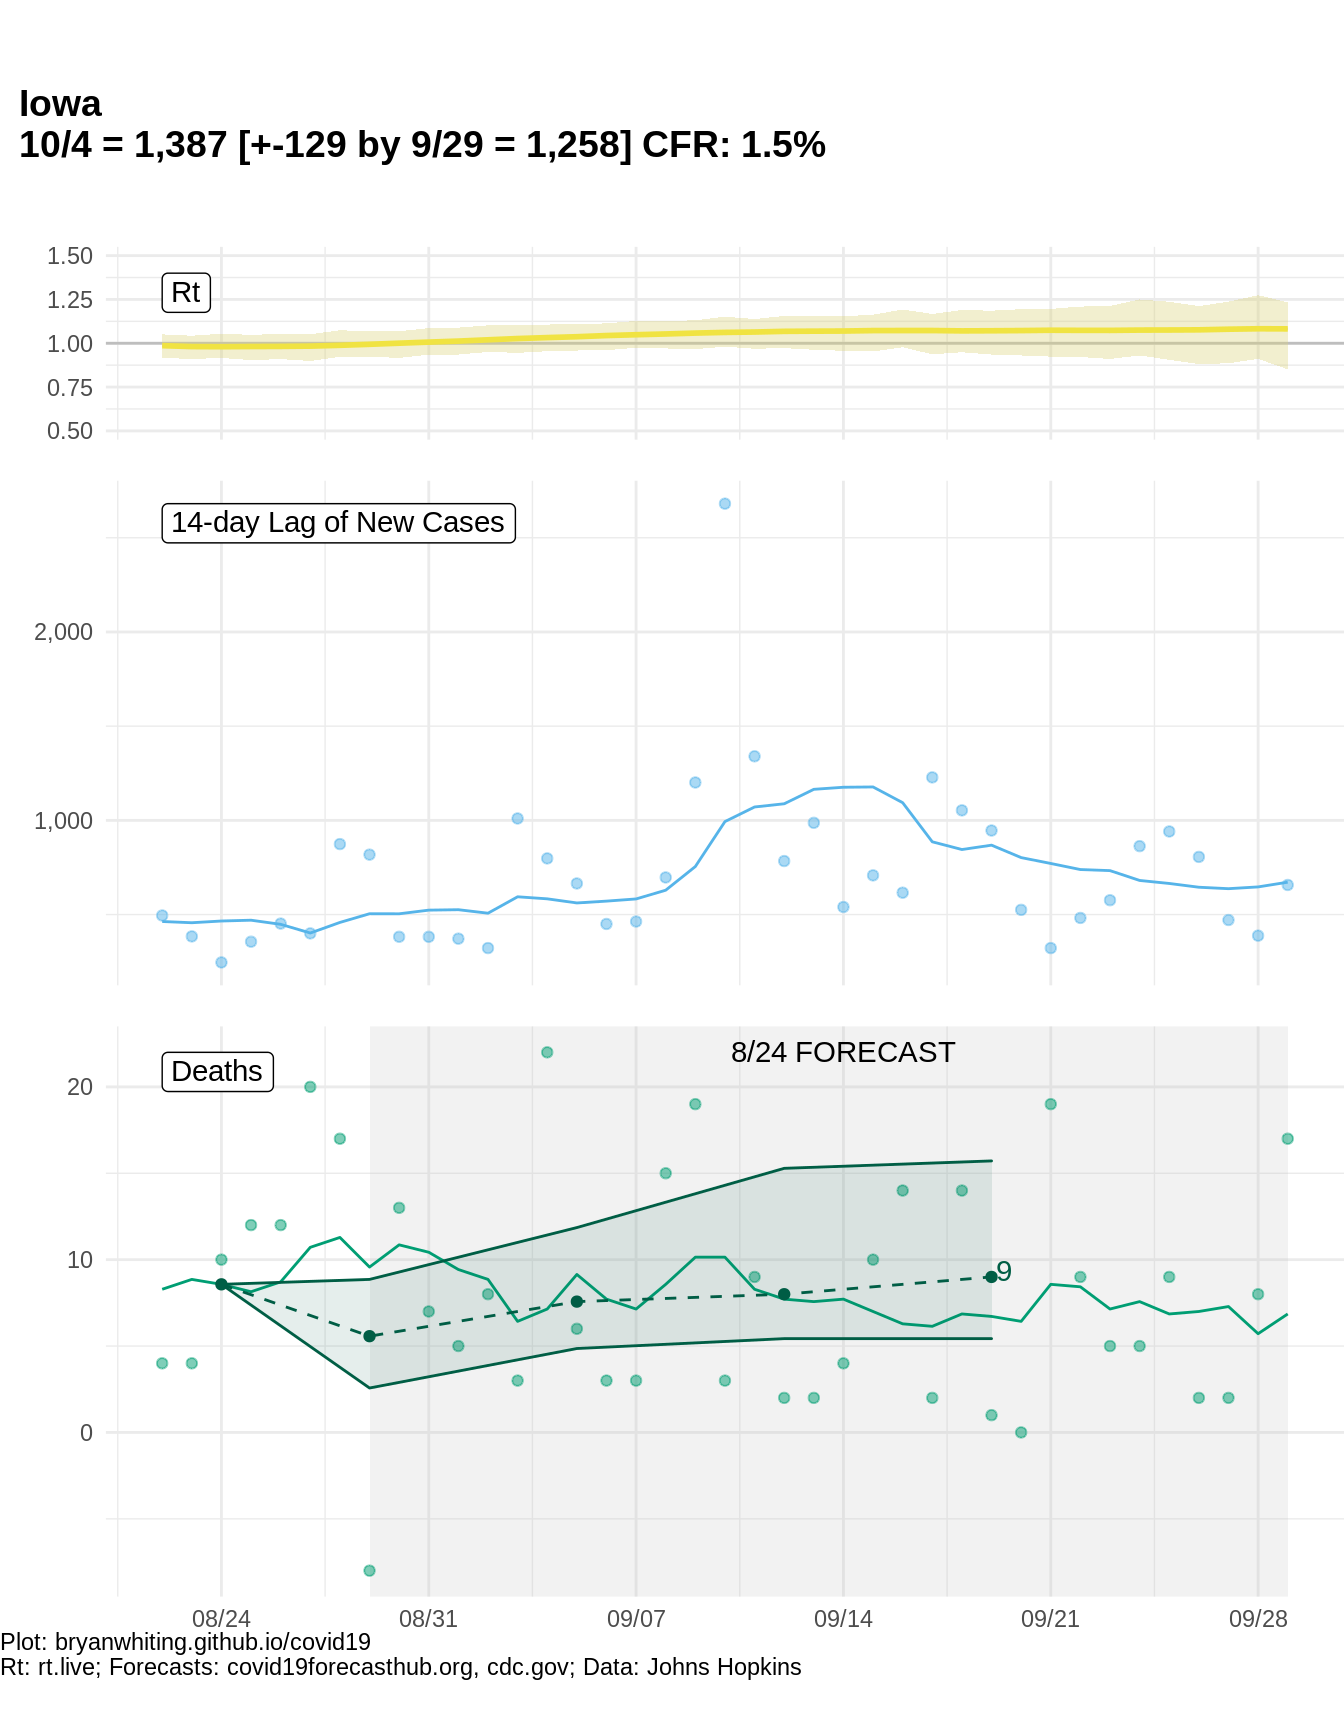 Iowa
10/4 = 1,387 [+-129 by 9/29 = 1,258] CFR: 1.5%
1.50
Rt
1.25
1.00
0.75
0.50
14-day Lag of New Cases
2,000
1,000
8/24 FORECAST
Deaths
20
10
9
0
08/24 08/31 09/07 09/14 09/21 09/28
Plot: bryanwhiting.github.io/covid19
Rt: rt.live; Forecasts: covid19forecasthub.org, cdc.gov; Data: Johns Hopkins